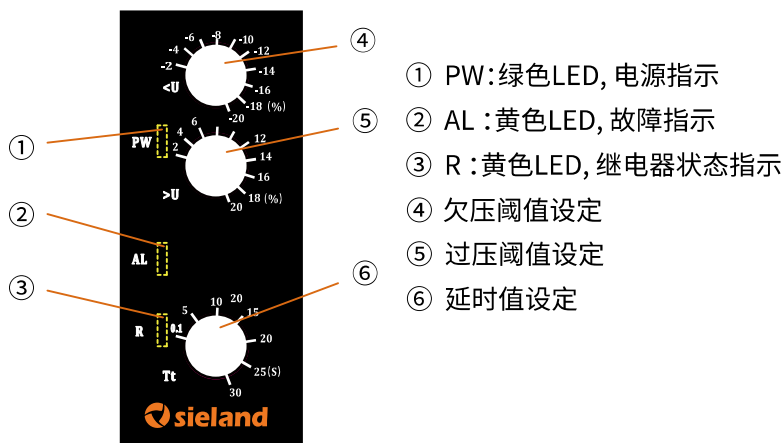 -8
-6 -10
-4 -12
-2 -14
-16
<U -18 (%)
-20
④
① PW
6 12
4 14
2 16
>U 18 (%)
20
⑤
② AL
③ R
10 20
5 15
0.1 20
25(S)
Tt 30
⑥
sieland
① PW:绿色LED, 电源指示
② AL :黄色LED, 故障指示
③ R :黄色LED, 继电器状态指示
④ 欠压阈值设定
⑤ 过压阈值设定
⑥ 延时值设定